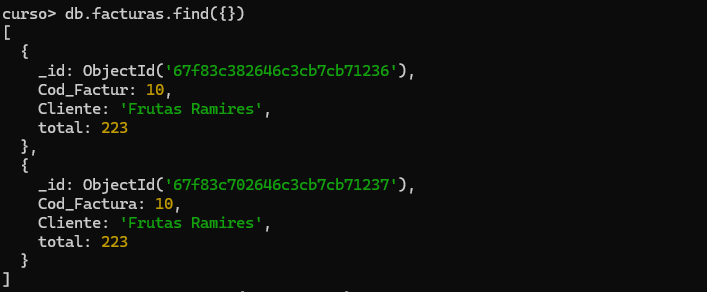 curso> db.facturas.find({})
[
  {
    _id: ObjectId('67f83c382646c3cb7cb71236'),
    Cod_Factur: 10,
    Cliente: 'Frutas Ramires',
    total: 223
  },
  {
    _id: ObjectId('67f83c702646c3cb7cb71237'),
    Cod_Factura: 10,
    Cliente: 'Frutas Ramires',
    total: 223
  }
]